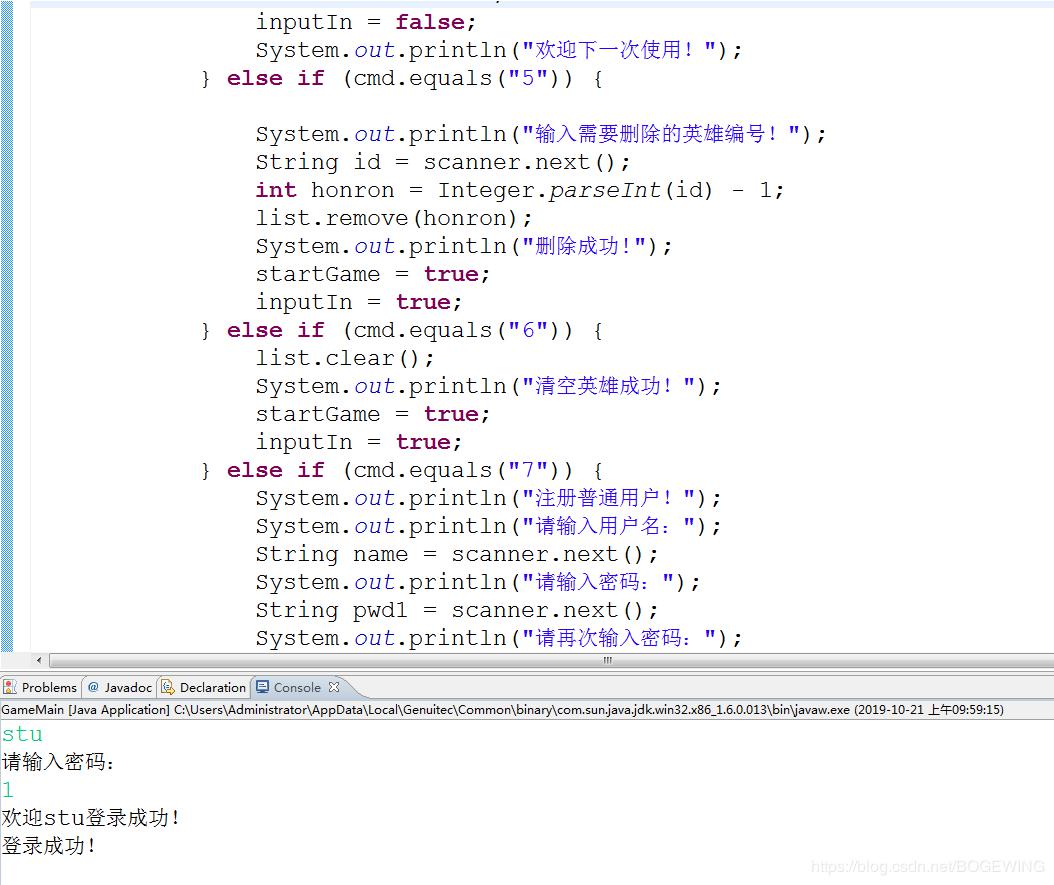 inputIn = false;
System.out.println("欢迎下一次使用！");
} else if (cmd.equals("5")) {
System.out.println("输入需要删除的英雄编号！");
String id = scanner.next();
int honron = Integer.parseInt(id) - 1;
list.remove(honron);
System.out.println("删除成功!");
startGame = true;
inputIn = true;
} else if (cmd.equals("6")) {
list.clear();
System.out.println("清空英雄成功！");
startGame = true;
inputIn = true;
} else if (cmd.equals("7")) {
System.out.println("注册普通用户！");
System.out.println("请输入用户名：");
String name = scanner.next();
System.out.println("请输入密码：");
String pwd1 = scanner.next();
System.out.println("请再次输入密码：");
Problems @ Javadoc Declaration Console
GameMain [Java Application] C:\Users\Administrator\AppData\Local\Genuitec\Common\binary\com.sun.java.jdk.win32.x86_1.6.0.013\bin\javaw.exe (2019-10-21 上午09:59:15)
stu
请输入密码：
1
欢迎stu登录成功！
登录成功！
https://blog.csdn.net/BOGEWING